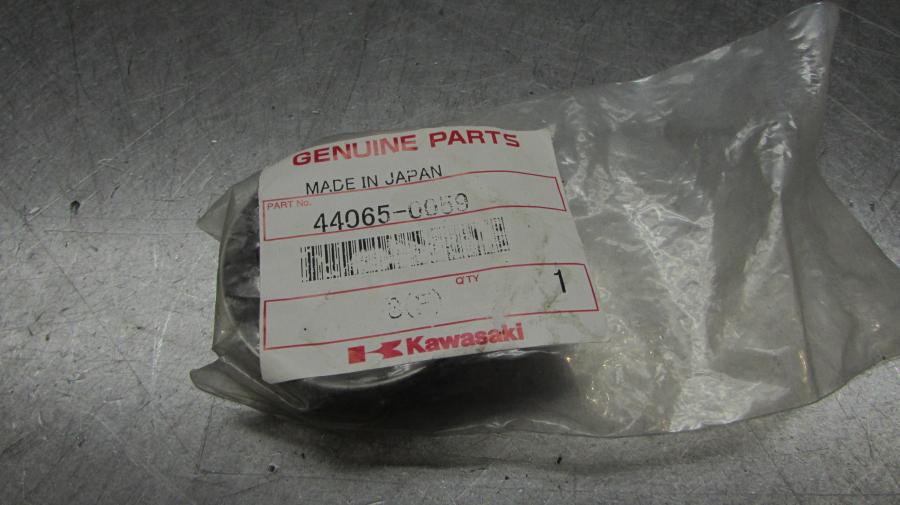 GENUINE PARTS
MADE IN JAPAN
PART No.
44065-0059
Q'TY
1
Kawasaki